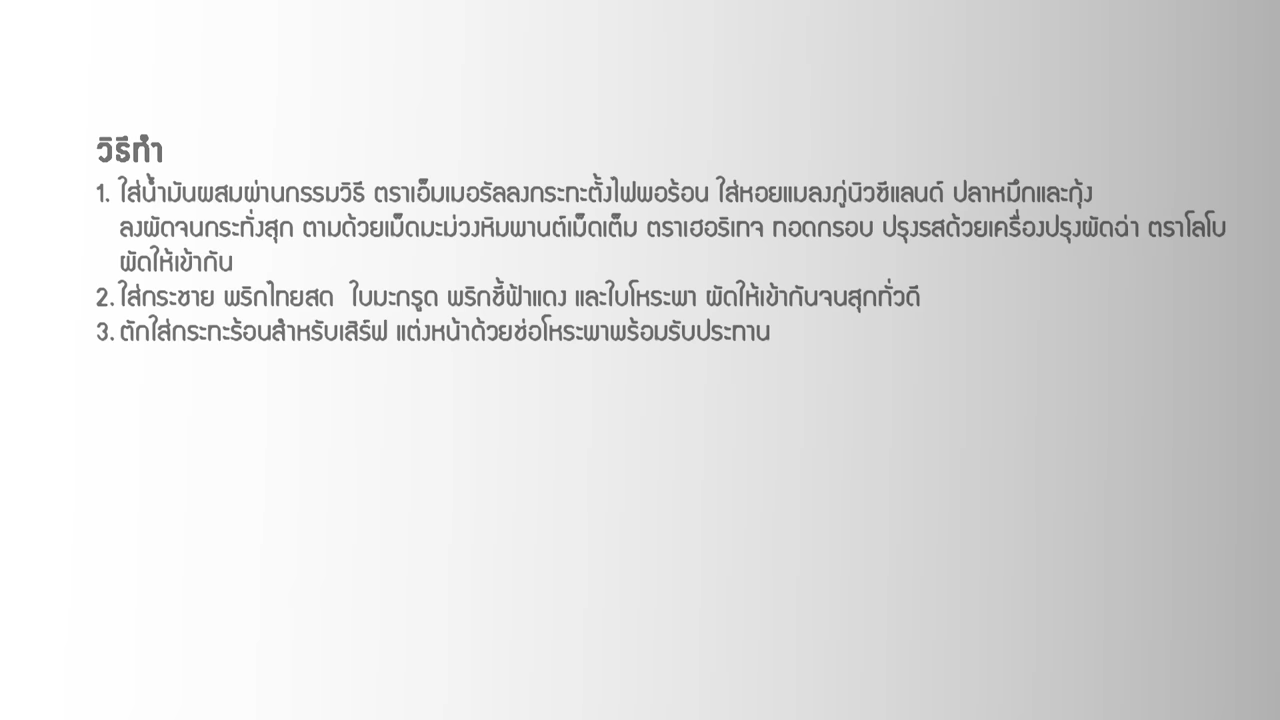 วิธีทำ
1. ใส่น้ำมันผสมผ่านกรรมวิธี ตราเอ็มเมอรัลลงกระทะตั้งไฟพอร้อน ใส่หอยแมลงภู่นิวซีแลนด์ ปลาหมึกและกุ้ง
ลงผัดจนกระทั่งสุก ตามด้วยเม็ดมะม่วงหิมพานต์เม็ดเต็ม ตราเฮอริเทจ ทอดกรอบ ปรุงรสด้วยเครื่องปรุงผัดฉ่า ตราโลโบ
ผัดให้เข้ากัน
2. ใส่กระชาย พริกไทยสด ใบมะกรูด พริกชี้ฟ้าแดง และใบโหระพา ผัดให้เข้ากันจนสุกทั่วดี
3. ตักใส่กระทะร้อนสำหรับเสิร์ฟ แต่งหน้าด้วยช่อโหระพาพร้อมรับประทาน